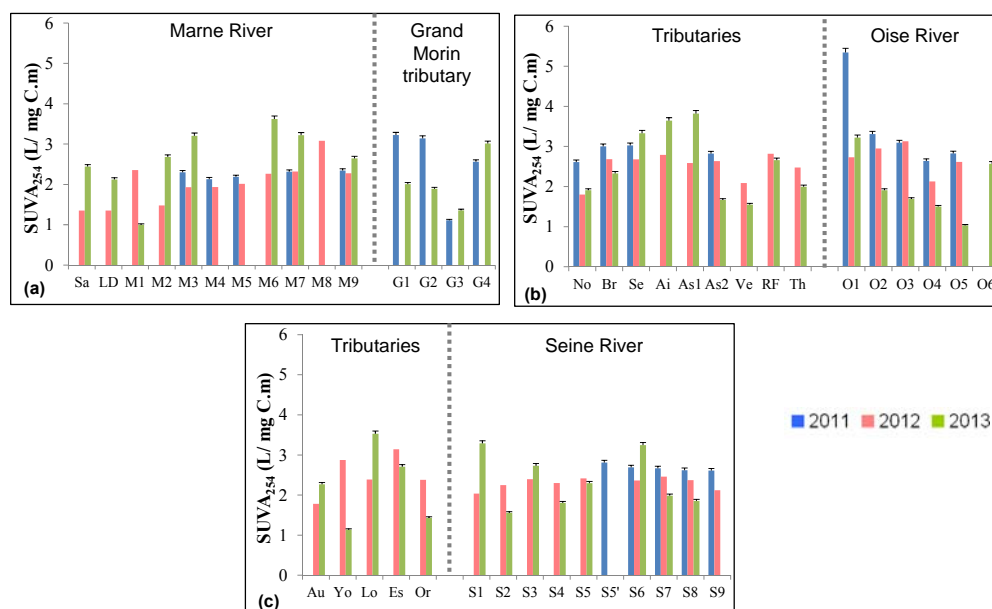 Marne River
Grand
Morin
tributary
SUVA254 (L/ mg C.m)
6
5
4
3
2
1
0
Sa LD M1 M2 M3 M4 M5 M6 M7 M8 M9 G1 G2 G3 G4
(a)
Tributaries
Oise River
SUVA254 (L/ mg C.m)
6
5
4
3
2
1
0
No Br Se Ai As1 As2 Ve RF Th O1 O2 O3 O4 O5 O6
(b)
Tributaries
Seine River
SUVA254 (L/ mg C.m)
6
5
4
3
2
1
0
Au Yo Lo Es Or S1 S2 S3 S4 S5 S5' S6 S7 S8 S9
(c)
2011 2012 2013